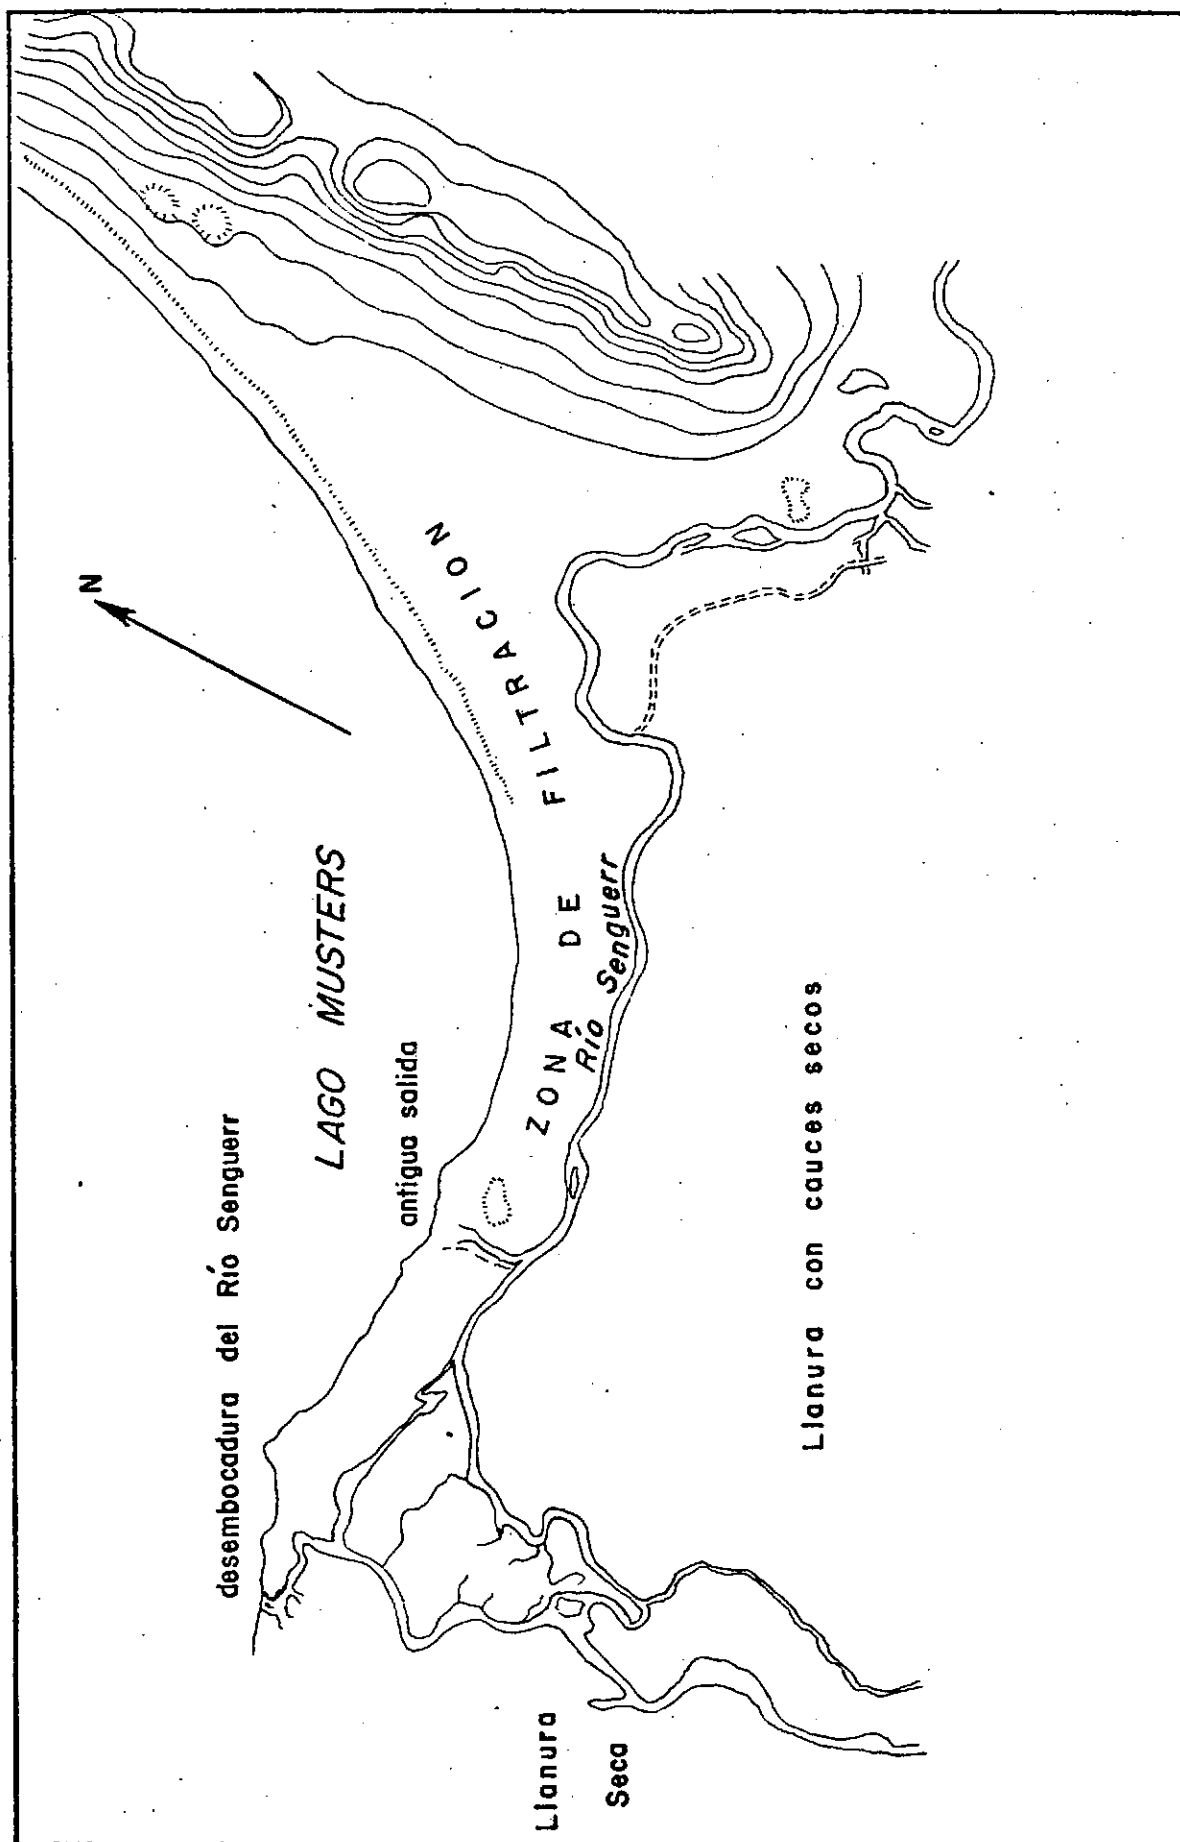 desembocadura del Río Senguerr
LAGO MUSTERS
antigua salida
N
ZONA DE FILTRACION
Río Senguerr
Llanura
Seca
Llanura con cauces secos